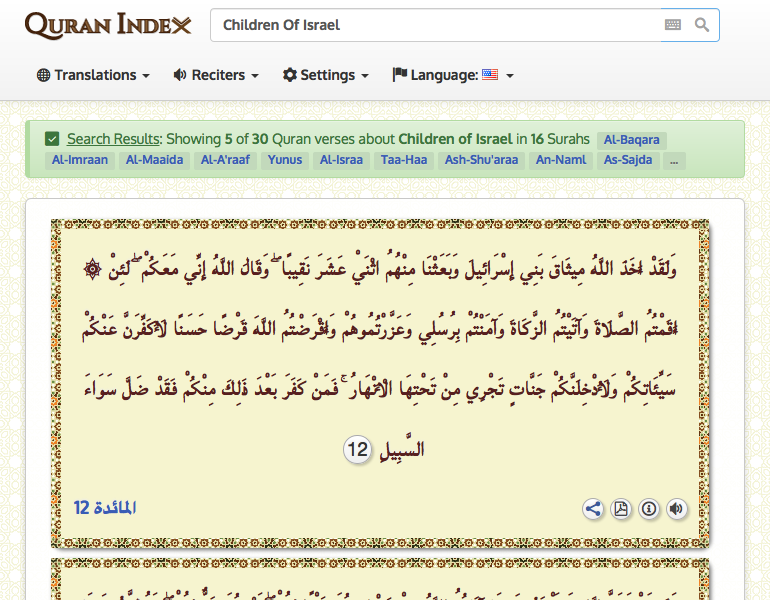 QURAN INDEX
Children Of Israel
Translations
Reciters
Settings
Language:
Search Results: Showing 5 of 30 Quran verses about Children of Israel in 16 Surahs Al-Baqara
Al-Imraan Al-Maaida Al-A'raaf Yunus Al-Israa Taa-Haa Ash-Shu'araa An-Naml As-Sajda ...
وَلَقَدْ أَخَذَ اللَّهُ مِيثَاقَ بَنِي إِسْرَائِيلَ وَبَعَثْنَا مِنْهُمُ اثْنَيْ عَشَرَ نَقِيبًا ۖ وَقَالَ اللَّهُ إِنِّي مَعَكُمْ ۖ لَئِنْ ۞
أَقَمْتُمُ الصَّلَاةَ وَآتَيْتُمُ الزَّكَاةَ وَآمَنْتُمْ بِرُسُلِي وَعَزَّرْتُمُوهُمْ وَأَقْرَضْتُمُ اللَّهَ قَرْضًا حَسَنًا لَأُكَفِّرَنَّ عَنْكُمْ
سَيِّئَاتِكُمْ وَلَأُدْخِلَنَّكُمْ جَنَّاتٍ تَجْرِي مِنْ تَحْتِهَا الْأَنْهَارُ ۚ فَمَنْ كَفَرَ بَعْدَ ذَلِكَ مِنْكُمْ فَقَدْ ضَلَّ سَوَاءَ
السَّبِيلِ 12
المائدة 12